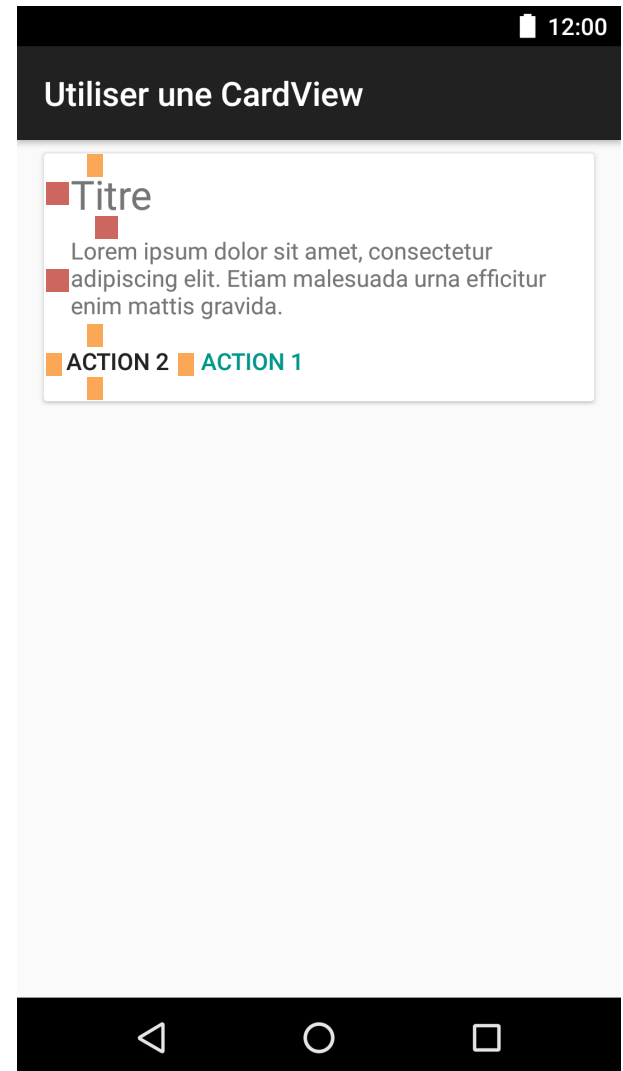 12:00
Utiliser une CardView
Titre
Lorem ipsum dolor sit amet, consectetur
adipiscing elit. Etiam malesuada urna efficitur
enim mattis gravida.
ACTION 2 ACTION 1